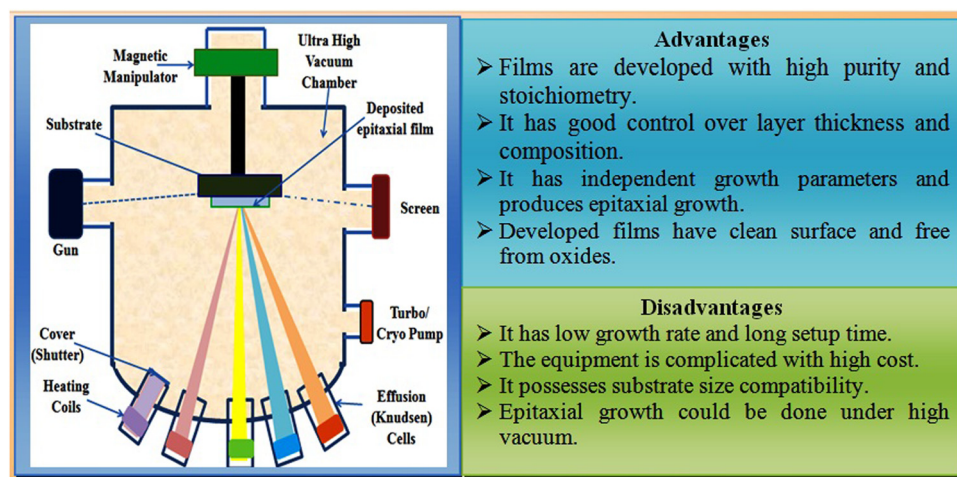 Magnetic
Manipulator
Ultra High
Vacuum
Chamber
Deposited
epitaxial film
Substrate
Gun
Screen
Turbo/
Cryo Pump
Cover
(Shutter)
Heating
Coils
Effusion
(Knudsen)
Cells
Advantages
➤ Films are developed with high purity and
stoichiometry.
➤ It has good control over layer thickness and
composition.
➤ It has independent growth parameters and
produces epitaxial growth.
➤ Developed films have clean surface and free
from oxides.
Disadvantages
➤ It has low growth rate and long setup time.
➤ The equipment is complicated with high cost.
➤ It possesses substrate size compatibility.
➤ Epitaxial growth could be done under high
vacuum.